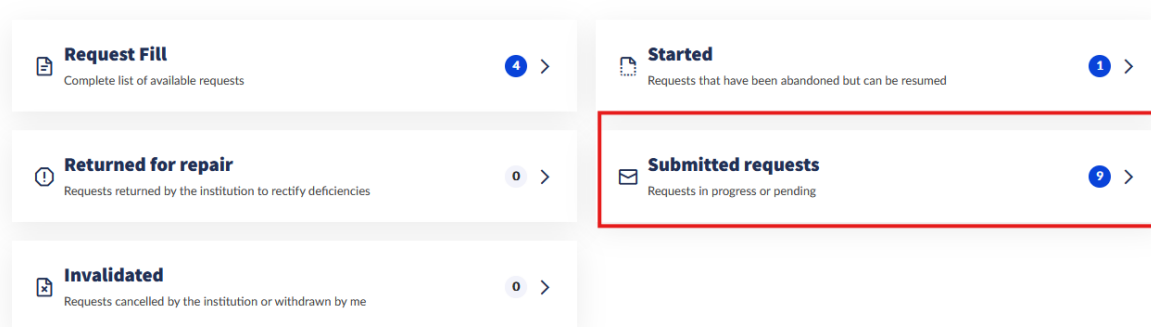 Request Fill
Complete list of available requests
4
Started
Requests that have been abandoned but can be resumed
1
Returned for repair
Requests returned by the institution to rectify deficiencies
0
Submitted requests
Requests in progress or pending
9
Invalidated
Requests cancelled by the institution or withdrawn by me
0